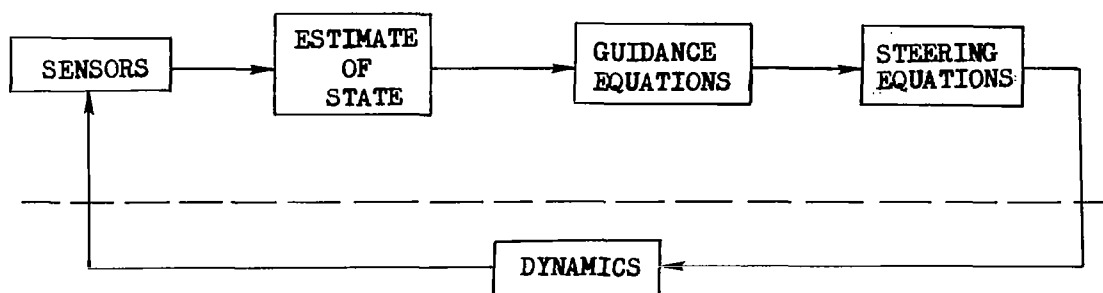 SENSORS
ESTIMATE
OF
STATE
GUIDANCE
EQUATIONS
STEERING
EQUATIONS
DYNAMICS